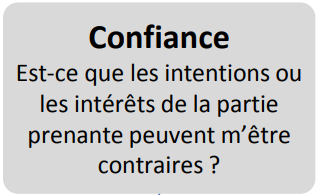 Confiance
Est-ce que les intentions ou
les intérêts de la partie
prenante peuvent m’être
contraires ?